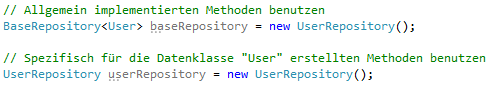 // Allgemein implementierten Methoden benutzen
BaseRepository<User> baseRepository = new UserRepository();
// Spezifisch für die Datenklasse "User" erstellten Methoden benutzen
UserRepository userRepository = new UserRepository();